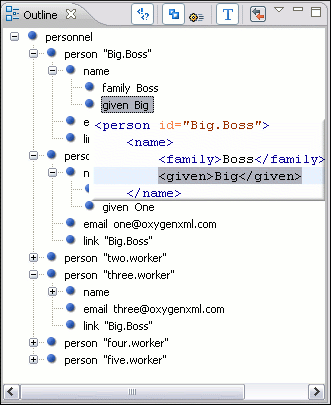 Outline
T
personnel
person "Big.Boss"
name
family Boss
given Big
e
<person id="Big.Boss">
li
<name>
perso
<family>Boss</family>
n
<given>Big</given>
</name>
given One
email one@oxygenxml.com
link "Big.Boss"
person "two.worker"
person "three.worker"
name
email three@oxygenxml.com
link "Big.Boss"
person "four.worker"
person "five.worker"